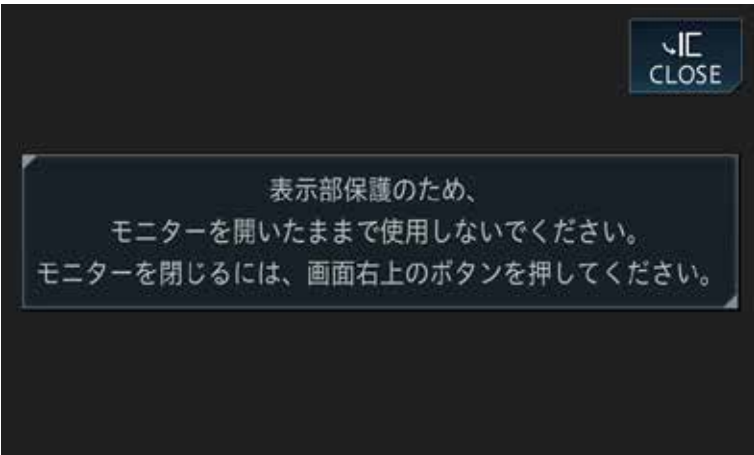 CLOSE
表示部保護のため、
モニターを開いたままで使用しないでください。
モニターを閉じるには、画面右上のボタンを押してください。